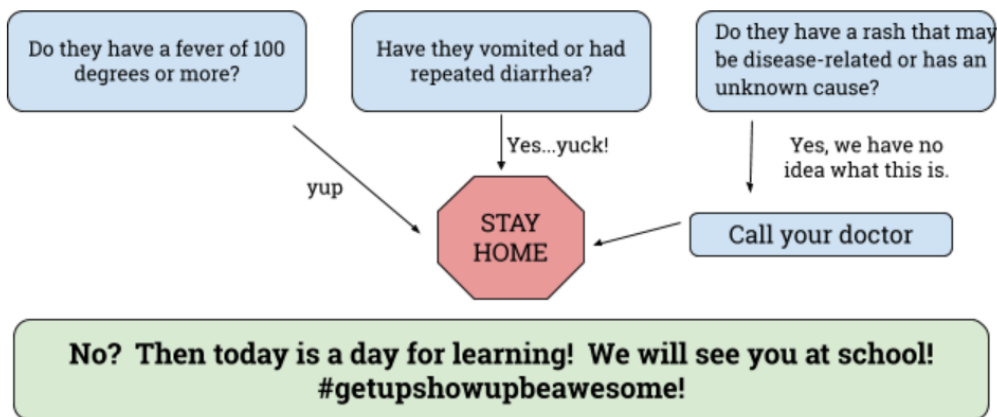 Do they have a fever of 100
degrees or more?
Have they vomited or had
repeated diarrhea?
Do they have a rash that may
be disease-related or has an
unknown cause?
yup
Yes...yuck!
Yes, we have no
idea what this is.
STAY
HOME
Call your doctor
No?  Then today is a day for learning!  We will see you at school!
#getupshowupbeawesome!